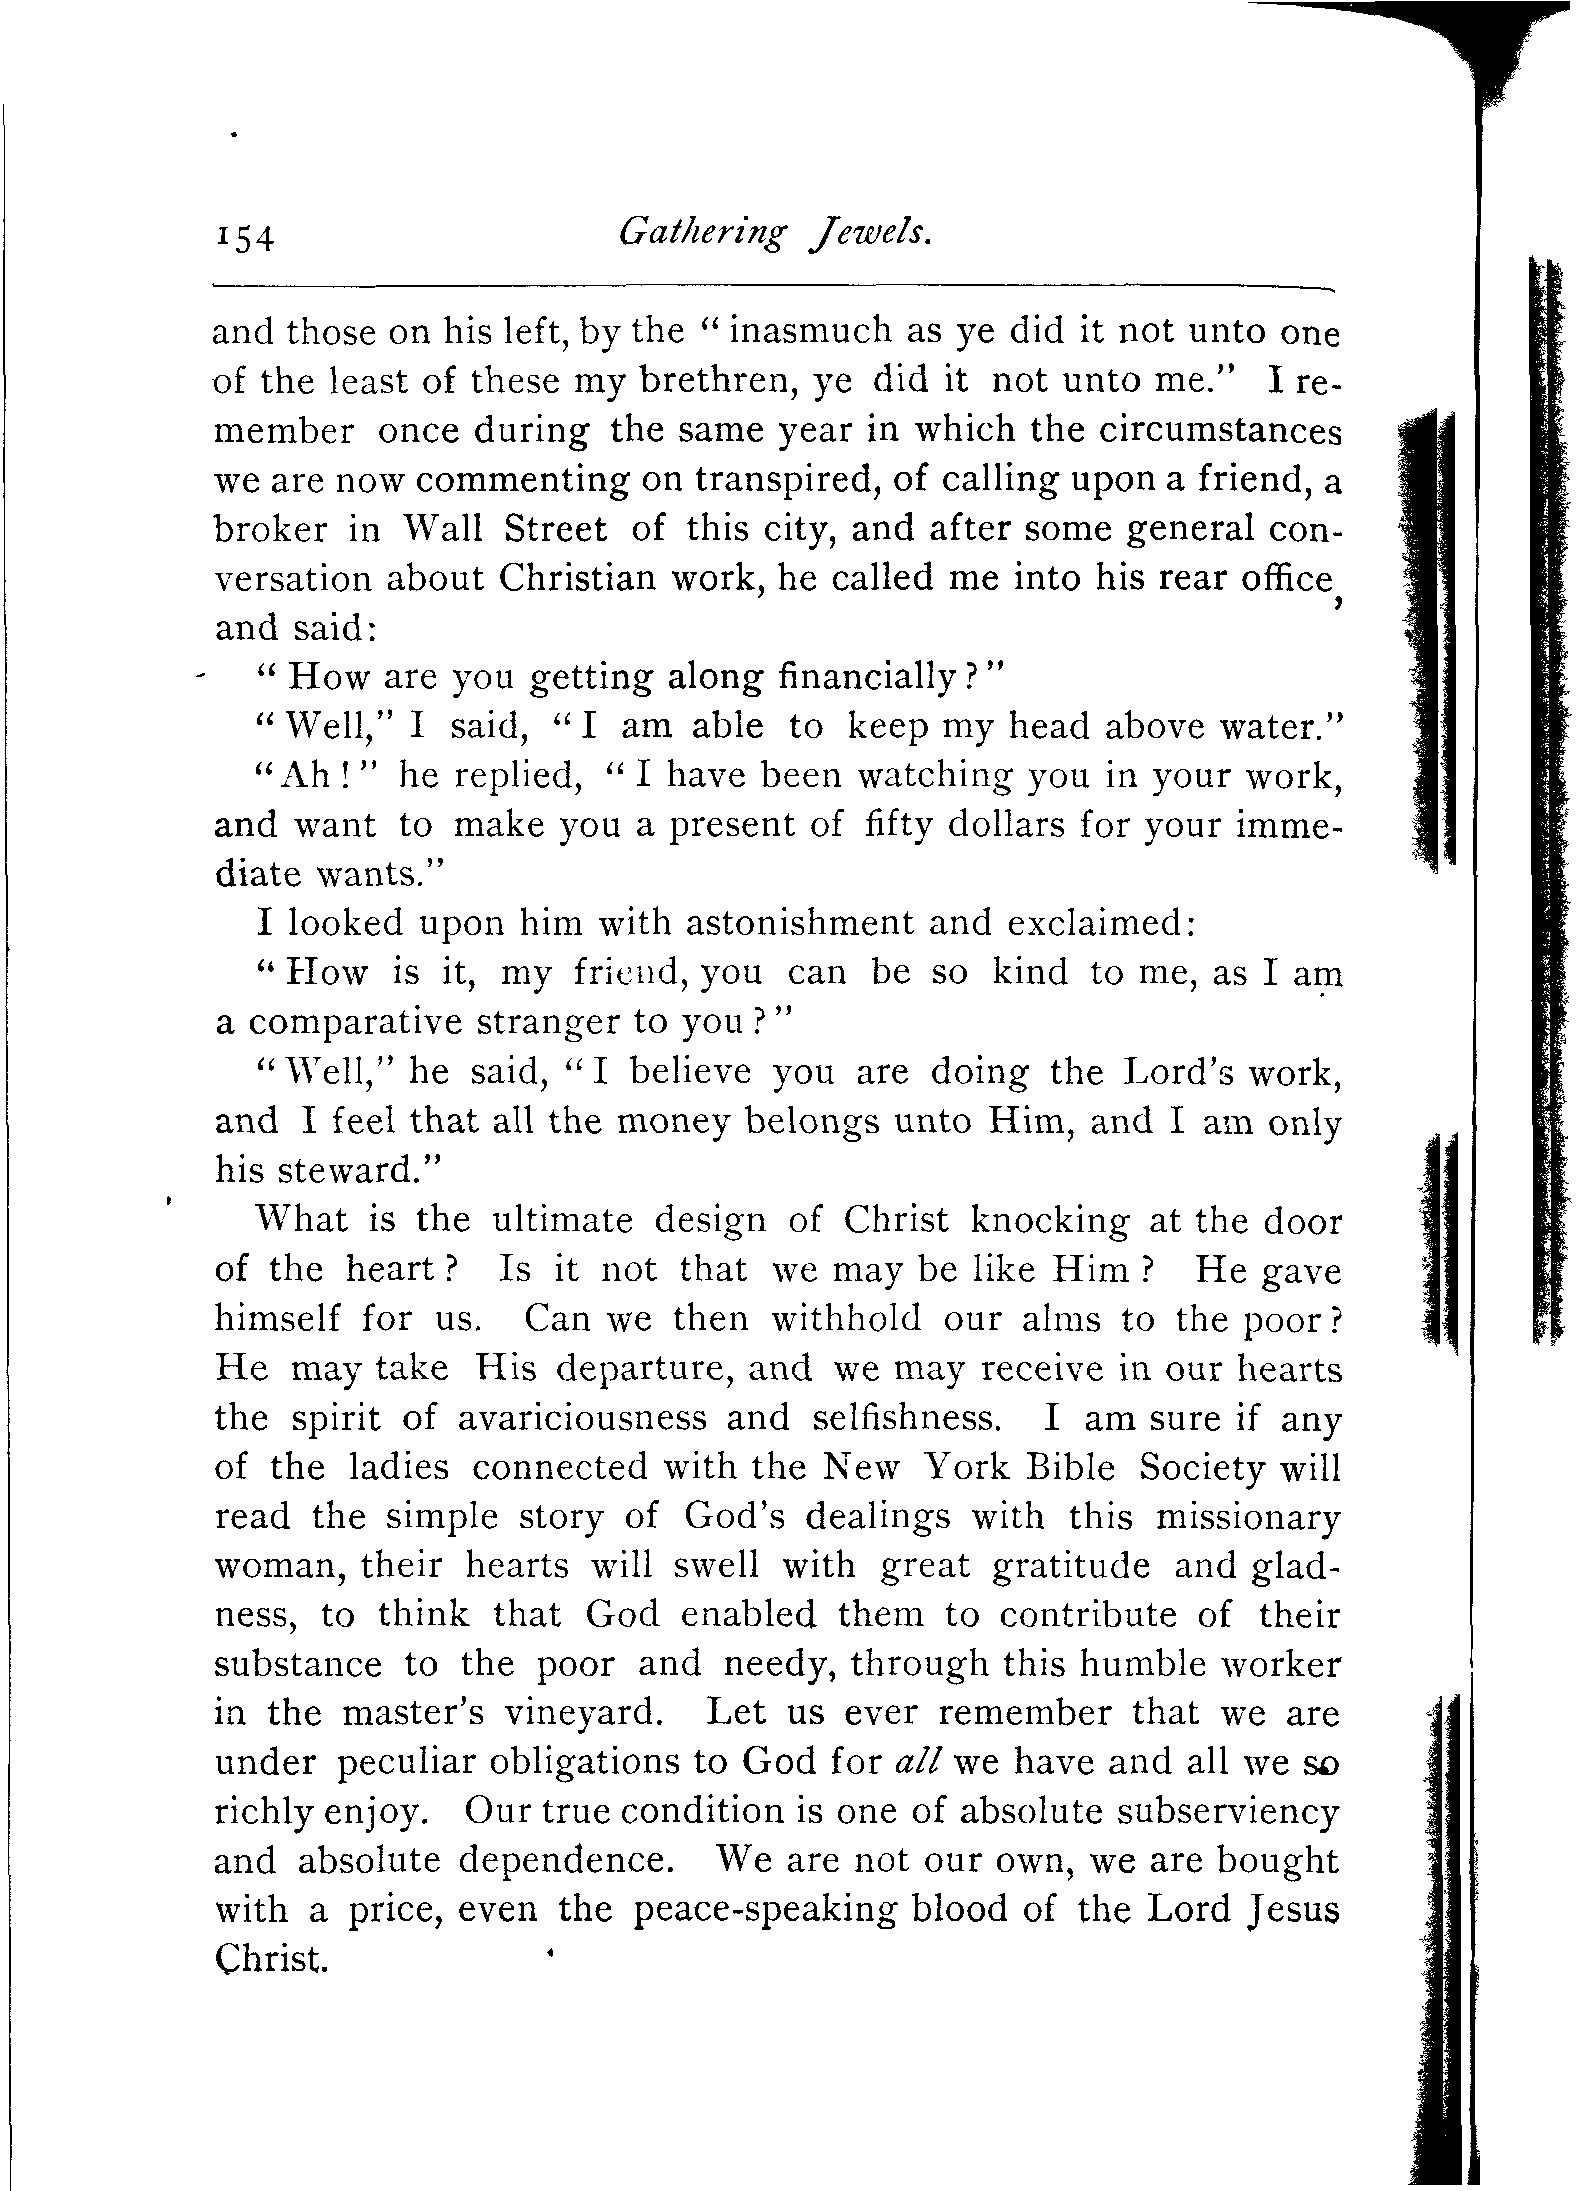 154 Gathering Jewels.
and those on his left, by the “ inasmuch as ye did it not unto one
of the least of these my brethren, ye did it not unto me.” I re-
member once during the same year in which the circumstances
we are now commenting on transpired, of calling upon a friend, a
broker in Wall Street of this city, and after some general con-
versation about Christian work, he called me into his rear office,
and said:
“ How are you getting along financially ? ”
“ Well,” I said, “ I am able to keep my head above water.”
“ Ah ! ” he replied, “ I have been watching you in your work,
and want to make you a present of fifty dollars for your imme-
diate wants.”
I looked upon him with astonishment and exclaimed:
“ How is it, my friend, you can be so kind to me, as I am
a comparative stranger to you ? ”
“ Well,” he said, “ I believe you are doing the Lord’s work,
and I feel that all the money belongs unto Him, and I am only
his steward.”
What is the ultimate design of Christ knocking at the door
of the heart ? Is it not that we may be like Him ? He gave
himself for us. Can we then withhold our alms to the poor ?
He may take His departure, and we may receive in our hearts
the spirit of avariciousness and selfishness. I am sure if any
of the ladies connected with the New York Bible Society will
read the simple story of God’s dealings with this missionary
woman, their hearts will swell with great gratitude and glad-
ness, to think that God enabled them to contribute of their
substance to the poor and needy, through this humble worker
in the master’s vineyard. Let us ever remember that we are
under peculiar obligations to God for all we have and all we so
richly enjoy. Our true condition is one of absolute subserviency
and absolute dependence. We are not our own, we are bought
with a price, even the peace-speaking blood of the Lord Jesus
Christ.